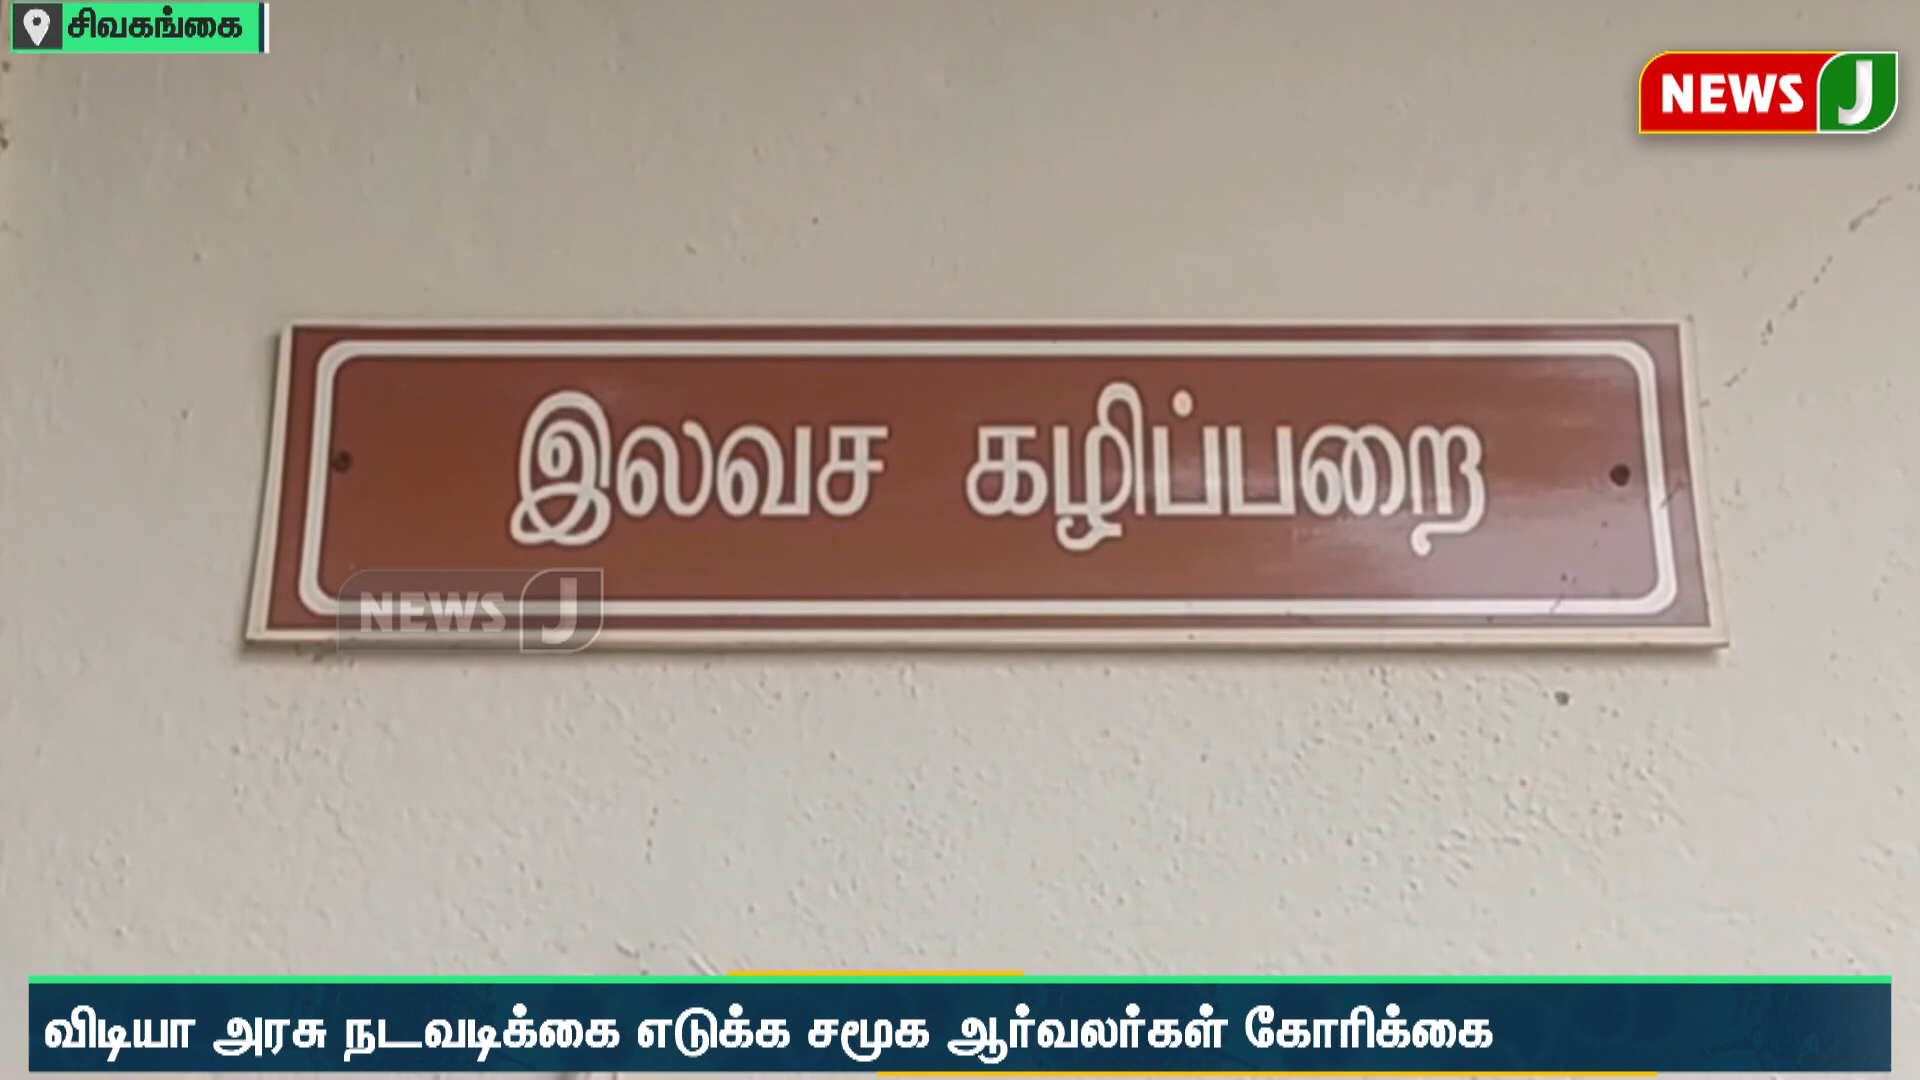 சிவகங்கை
NEWS J
இலவச கழிப்பறை
NEWS J
விடியா அரசு நடவடிக்கை எடுக்க சமூக ஆர்வலர்கள் கோரிக்கை